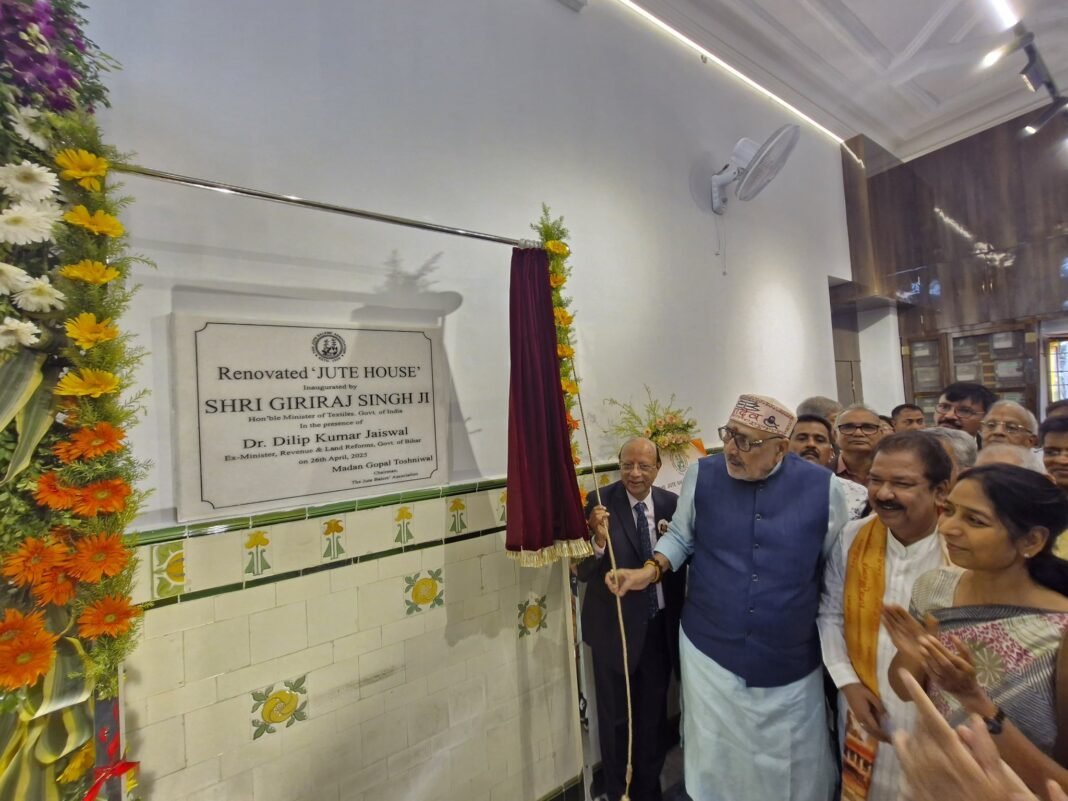 Renovated 'JUTE HOUSE'
Inaugurated by
SHRI GIRIRAJ SINGH JI
Hon'ble Minister of Textiles. Govt. of India
In the presence of
Dr. Dilip Kumar Jaiswal
Ex-Minister, Revenue & Land Reforms, Govt. of Bihar
on 26th April, 2025
Madan Gopal Toshniwal
Chairman,
The Jute Balers' Association
JUTE